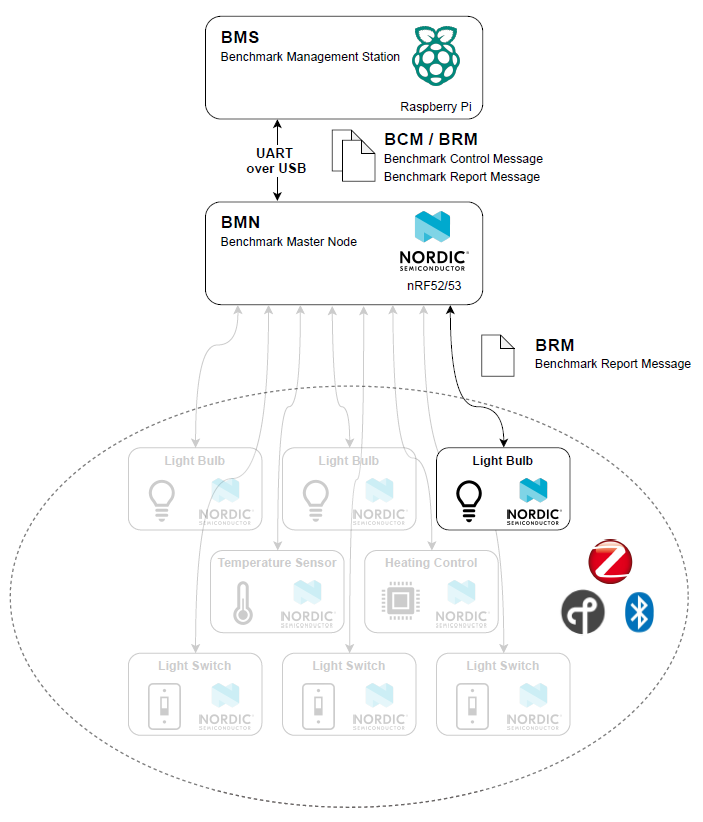 BMS
Benchmark Management Station
Raspberry Pi
UART
over USB
BCM / BRM
Benchmark Control Message
Benchmark Report Message
BMN
Benchmark Master Node
NORDIC
SEMICONDUCTOR
nRF52/53
BRM
Benchmark Report Message
Light Bulb
NORDIC
SEMICONDUCTOR
Light Bulb
NORDIC
SEMICONDUCTOR
Light Bulb
NORDIC
SEMICONDUCTOR
Temperature Sensor
NORDIC
SEMICONDUCTOR
Heating Control
NORDIC
SEMICONDUCTOR
Light Switch
NORDIC
SEMICONDUCTOR
Light Switch
NORDIC
SEMICONDUCTOR
Light Switch
NORDIC
SEMICONDUCTOR